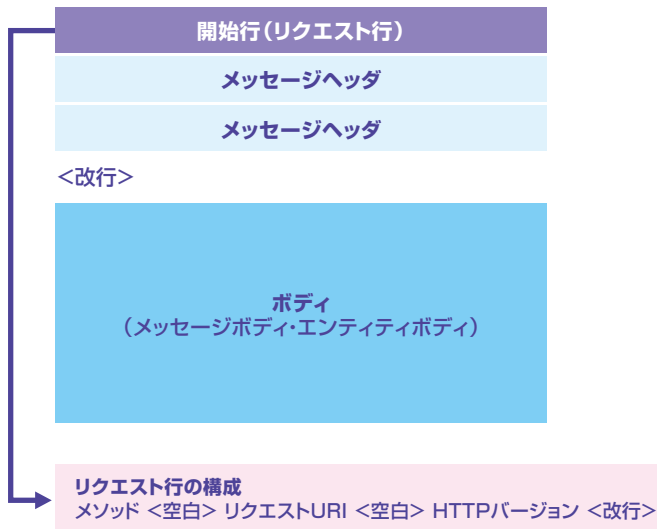 開始行(リクエスト行)
メッセージヘッダ
メッセージヘッダ
<改行>
ボディ
(メッセージボディ・エンティティボディ)
リクエスト行の構成
メソッド <空白> リクエストURI <空白> HTTPバージョン <改行>